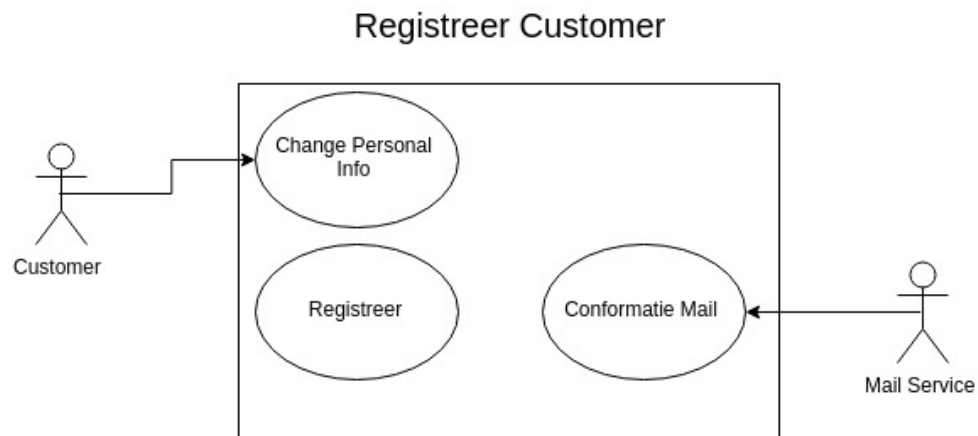 Registreer Customer
Change Personal
Info
Customer
Registreer
Conformatie Mail
Mail Service